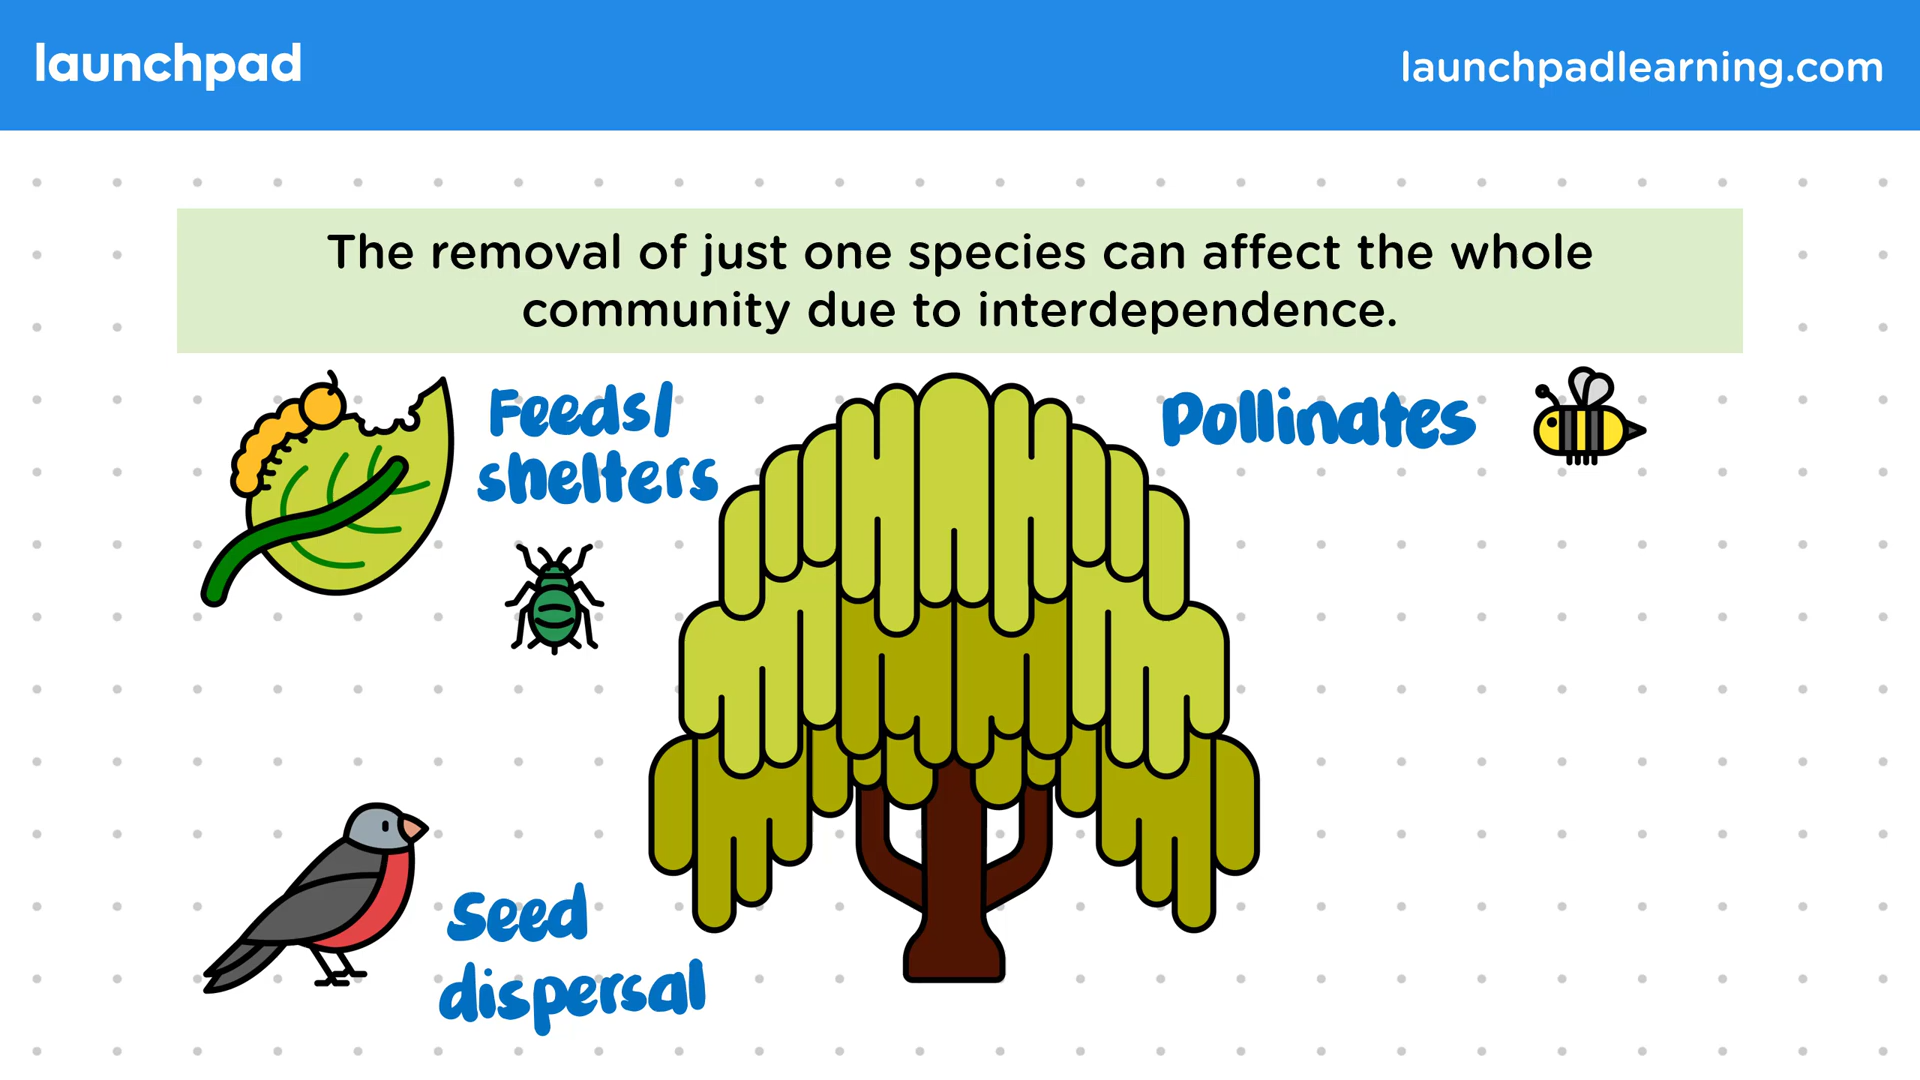 launchpad
launchpadlearning.com
The removal of just one species can affect the whole
community due to interdependence.
Feeds/
shelters
Pollinates
Seed
dispersal